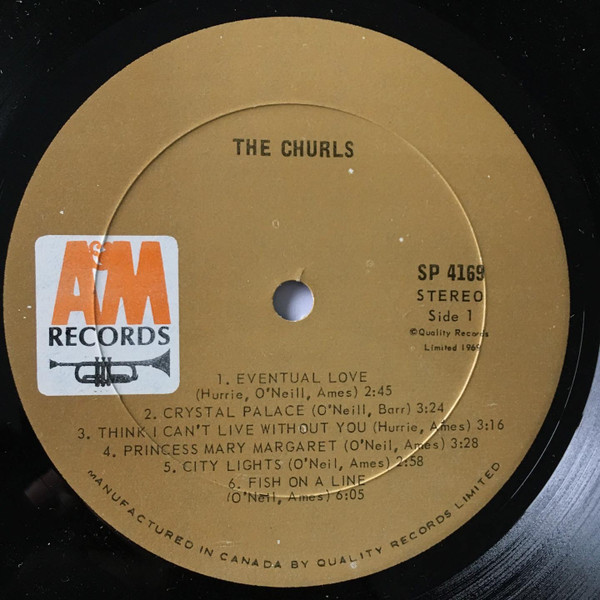 THE CHURLS
A&M
RECORDS
SP 4169
STEREO
Side 1
©Quality Records
Limited 1969
1. EVENTUAL LOVE
(Hurrie, O'Neill, Ames) 2:45
2. CRYSTAL PALACE (O'Neill, Barr) 3:24
3. THINK I CAN'T LIVE WITHOUT YOU (Hurrie, Ames) 3:16
4. PRINCESS MARY MARGARET (O'Neil, Ames) 3:28
5. CITY LIGHTS (O'Neil, Ames) 2:58
6. FISH ON A LINE
(O'Neil, Ames) 6:05
MANUFACTURED IN CANADA BY QUALITY RECORDS LIMITED